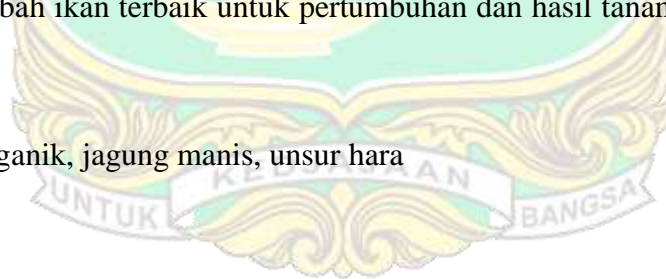 bah ikan terbaik untuk pertumbuhan dan hasil tanam
ganik, jagung manis, unsur hara
KEDJAJAAN
UNTUK BANGSA